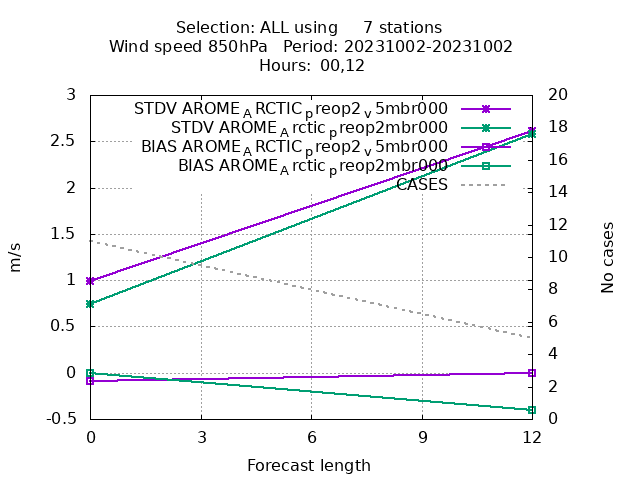 Selection: ALL using 7 stations
Wind speed 850hPa Period: 20231002-20231002
Hours: 00,12
STDV AROME_ARCTIC_preop2_v5mbr000
STDV AROME_Arctic_preop2mbr000
BIAS AROME_ARCTIC_preop2_v5mbr000
BIAS AROME_Arctic_preop2mbr000
CASES
3
2.5
2
1.5
1
0.5
0
-0.5
m/s
20
18
16
14
12
10
8
6
4
2
0
No cases
0 3 6 9 12
Forecast length